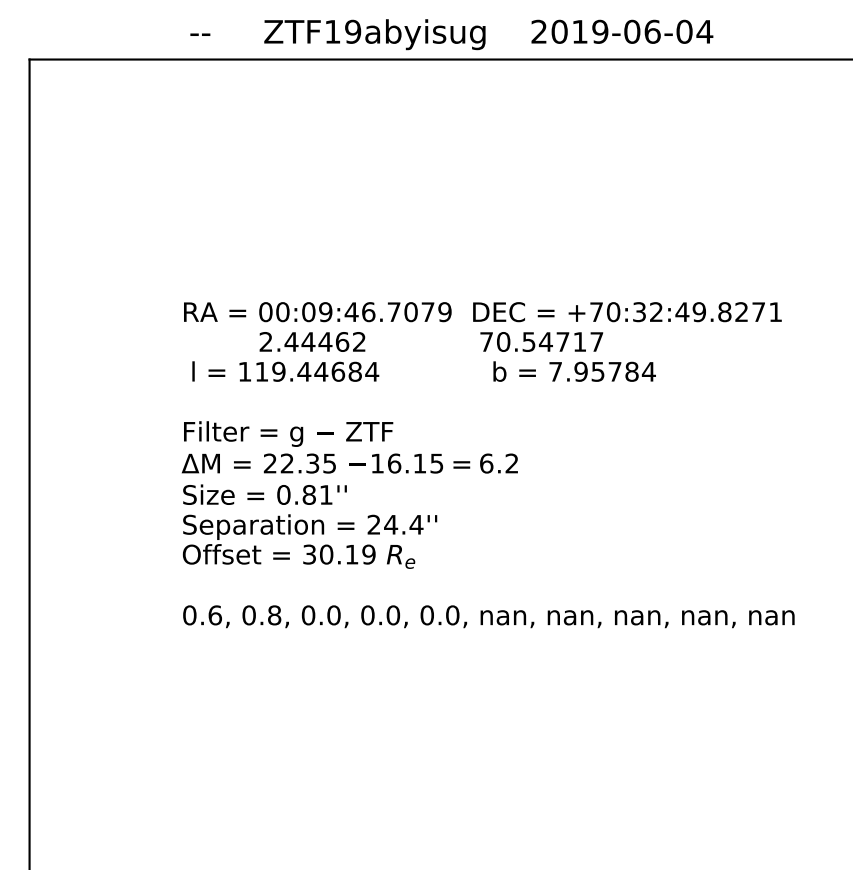 -- ZTF19abyisug 2019-06-04
RA = 00:09:46.7079 DEC = +70:32:49.8271
2.44462 70.54717
l = 119.44684 b = 7.95784
Filter = g − ZTF
ΔM = 22.35 −16.15 = 6.2
Size = 0.81''
Separation = 24.4''
Offset = 30.19 Rₑ
0.6, 0.8, 0.0, 0.0, 0.0, nan, nan, nan, nan, nan